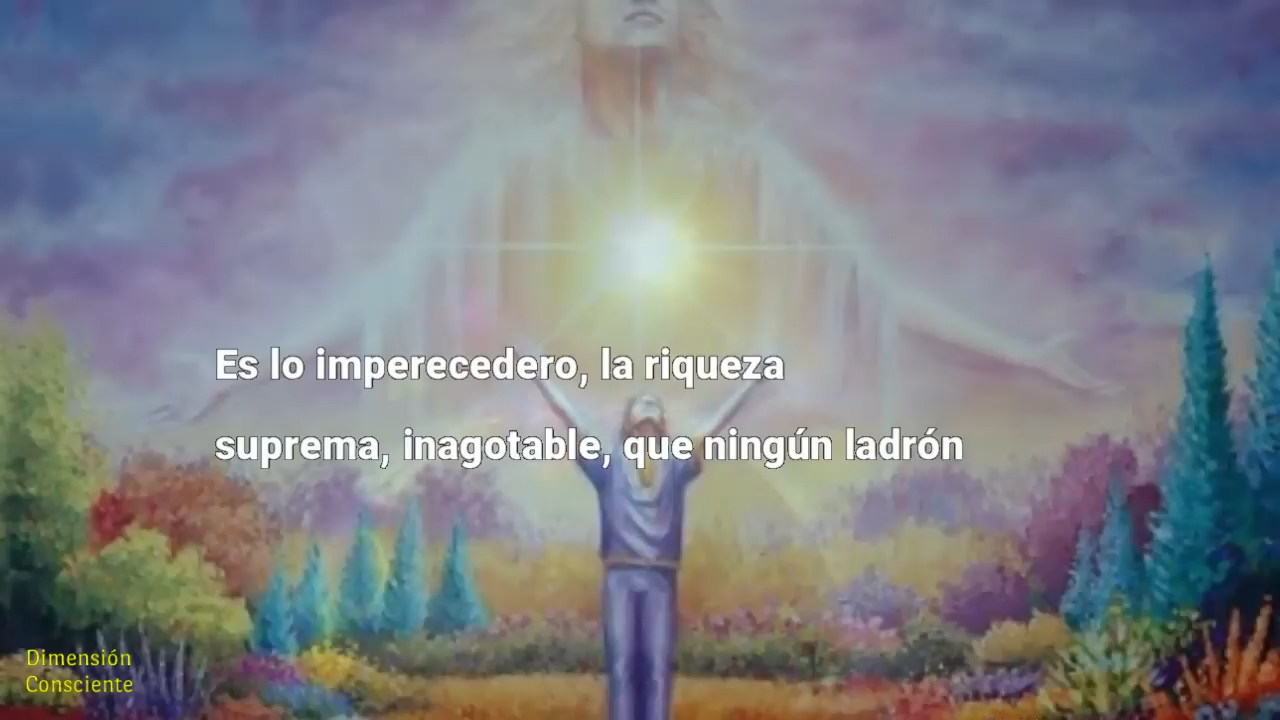 Es lo imperecedero, la riqueza
suprema, inagotable, que ningún ladrón
Dimensión
Consciente